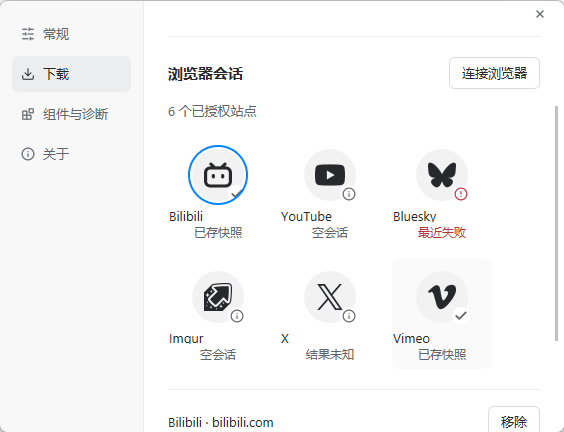 常规
下载
组件与诊断
关于
浏览器会话
连接浏览器
6 个已授权站点
Bilibili
已存快照
YouTube
空会话
Bluesky
最近失败
Imgur
空会话
X
结果未知
Vimeo
已存快照
Bilibili · bilibili.com
移除